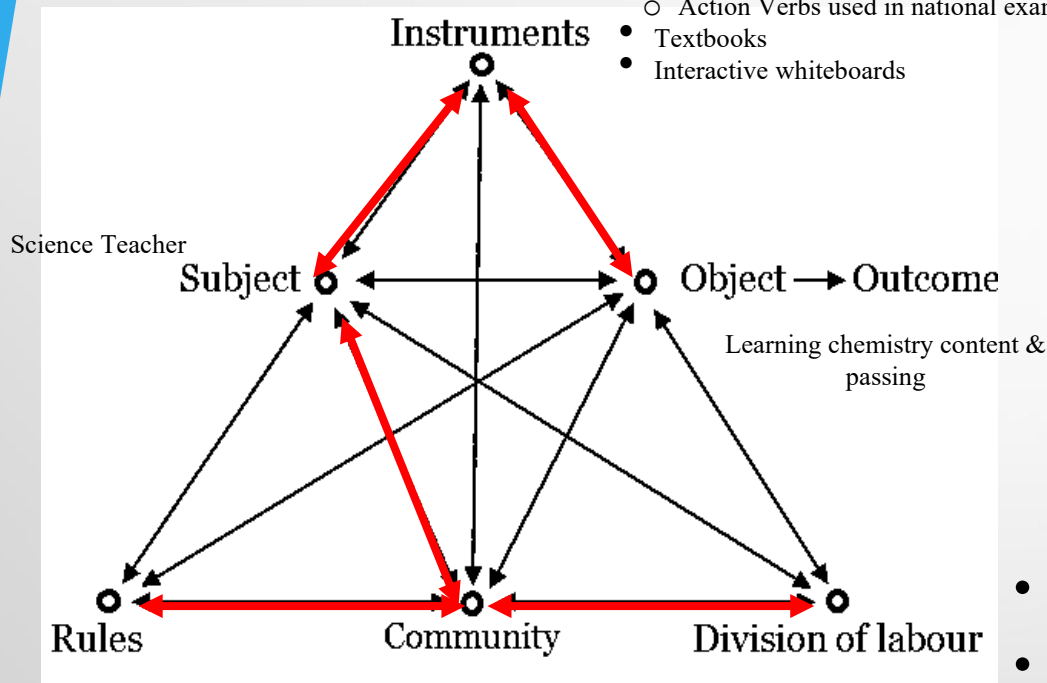 Action Verbs used in national exam
Instruments
Textbooks
Interactive whiteboards
Science Teacher
Subject
Object
Outcome
Learning chemistry content &
passing
Rules
Community
Division of labour